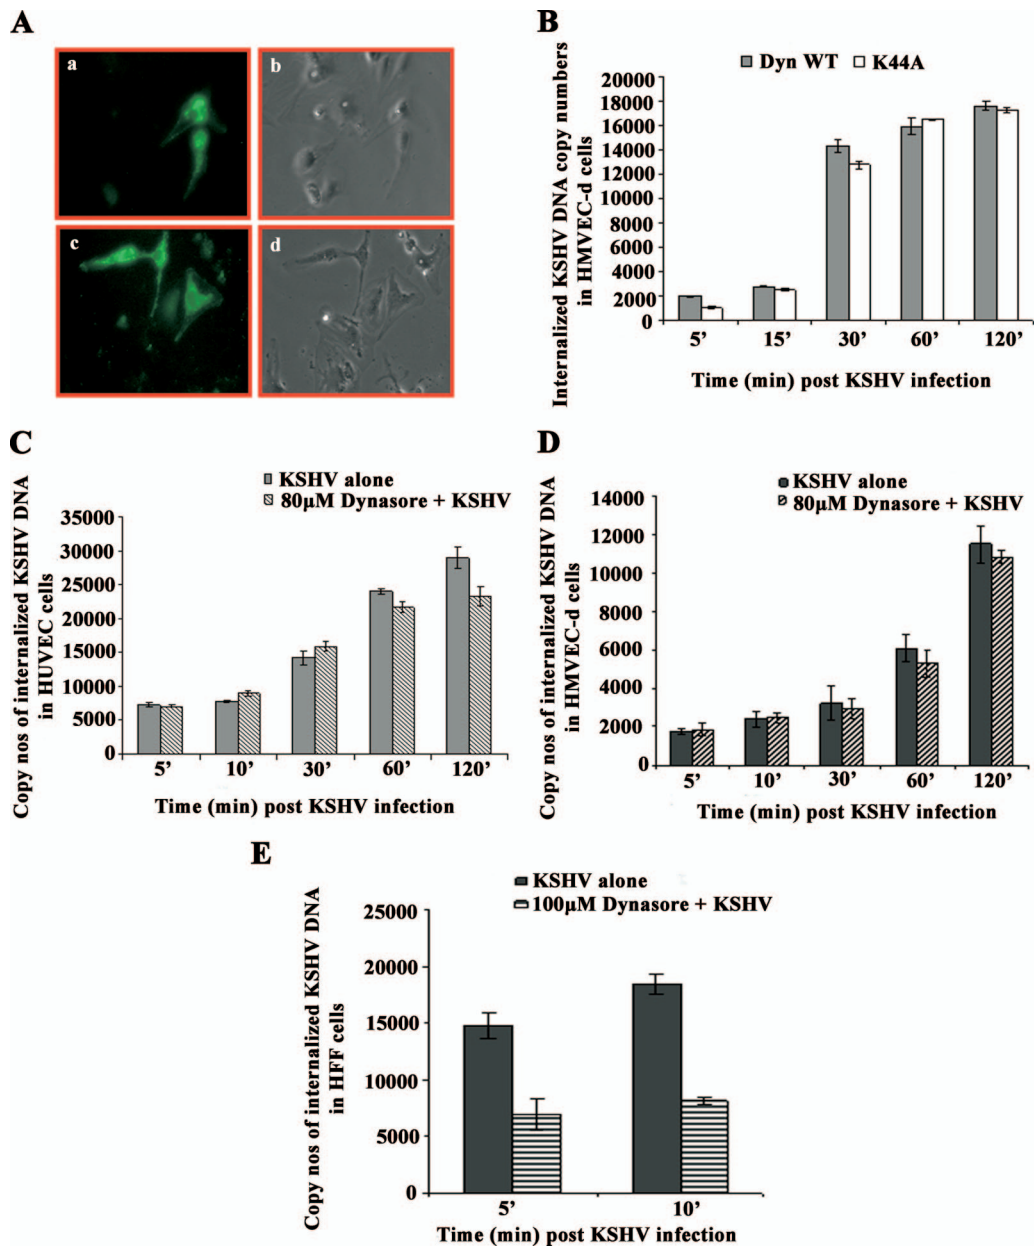 A
a
b
c
d
B
Dyn WT K44A
Internalized KSHV DNA copy numbers
in HMVEC-d cells
20000
18000
16000
14000
12000
10000
8000
6000
4000
2000
0
5’ 15’ 30’ 60’ 120’
Time (min) post KSHV infection
C
KSHV alone
80μM Dynasore + KSHV
Copy nos of internalized KSHV DNA
in HUVEC cells
35000
30000
25000
20000
15000
10000
5000
0
5’ 10’ 30’ 60’ 120’
Time (min) post KSHV infection
D
KSHV alone
80μM Dynasore + KSHV
Copy nos of internalized KSHV DNA
in HMVEC-d cells
14000
12000
10000
8000
6000
4000
2000
0
5’ 10’ 30’ 60’ 120’
Time (min) post KSHV infection
E
KSHV alone
100μM Dynasore + KSHV
Copy nos of internalized KSHV DNA
in HFF cells
25000
20000
15000
10000
5000
0
5’ 10’
Time (min) post KSHV infection